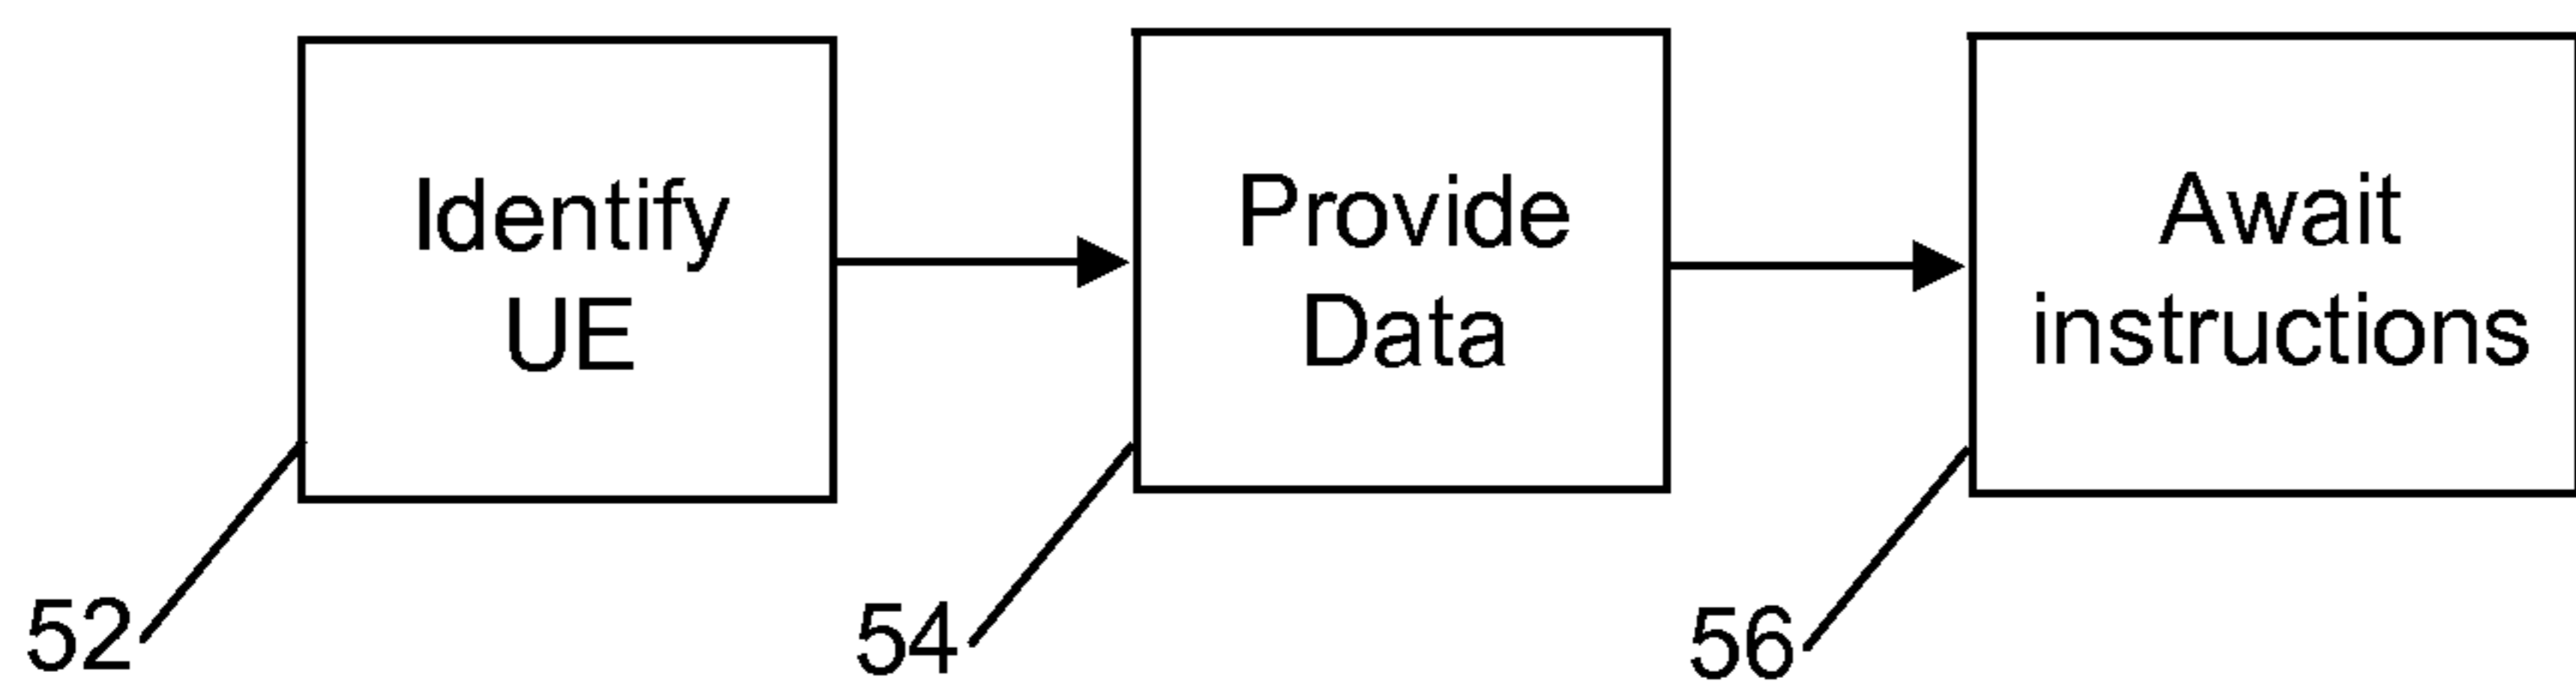 Identify
UE
Provide
Data
Await
instructions
52
54
56